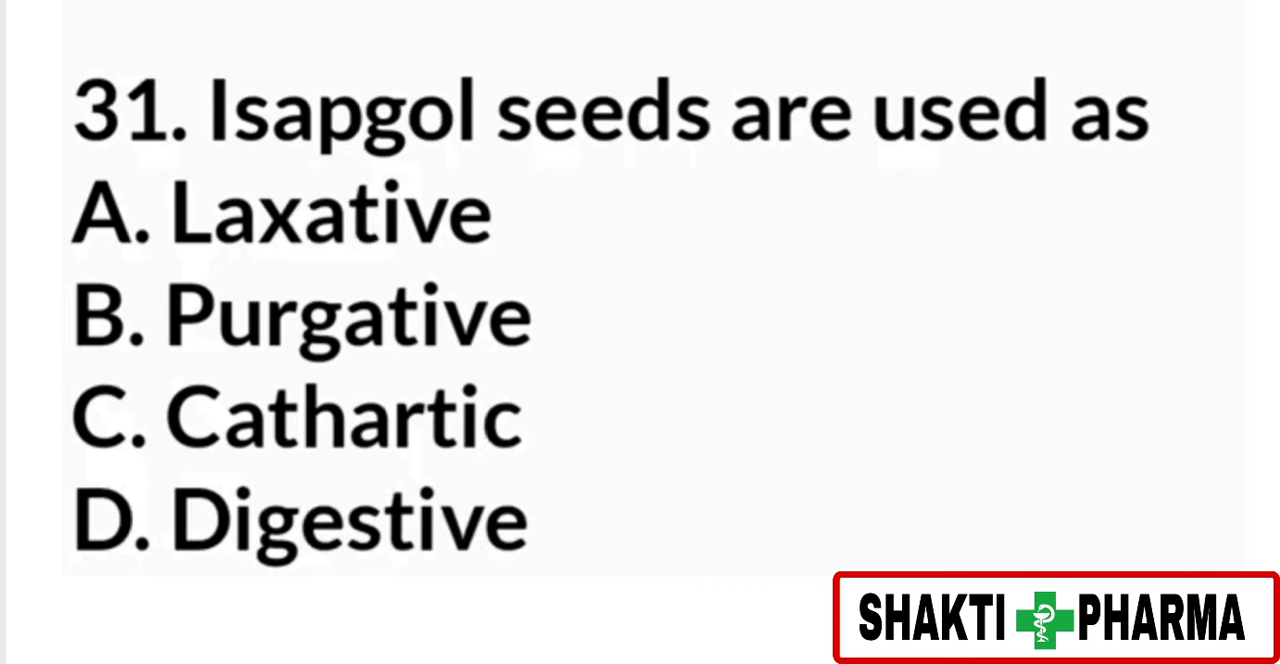 31. Isapgol seeds are used as
A. Laxative
B. Purgative
C. Cathartic
D. Digestive
SHAKTI PHARMA